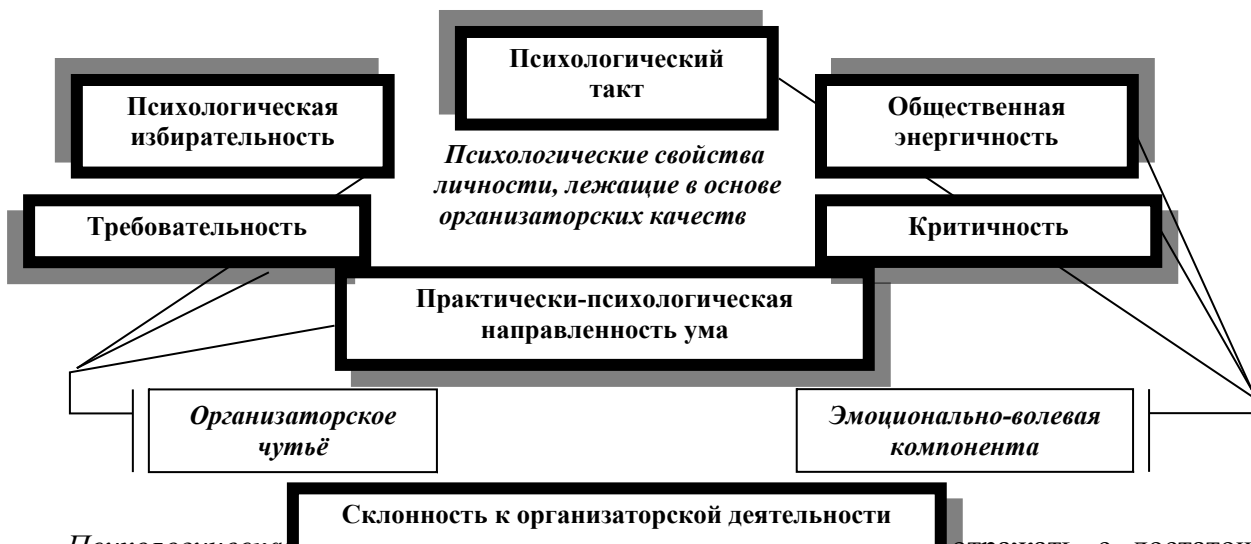 Психологический
такт
Психологическая
избирательность
Общественная
энергичность
Психологические свойства
личности, лежащие в основе
организаторских качеств
Требовательность
Критичность
Практически-психологическая
направленность ума
Организаторское
чутьё
Эмоционально-волевая
компонента
Склонность к организаторской деятельности